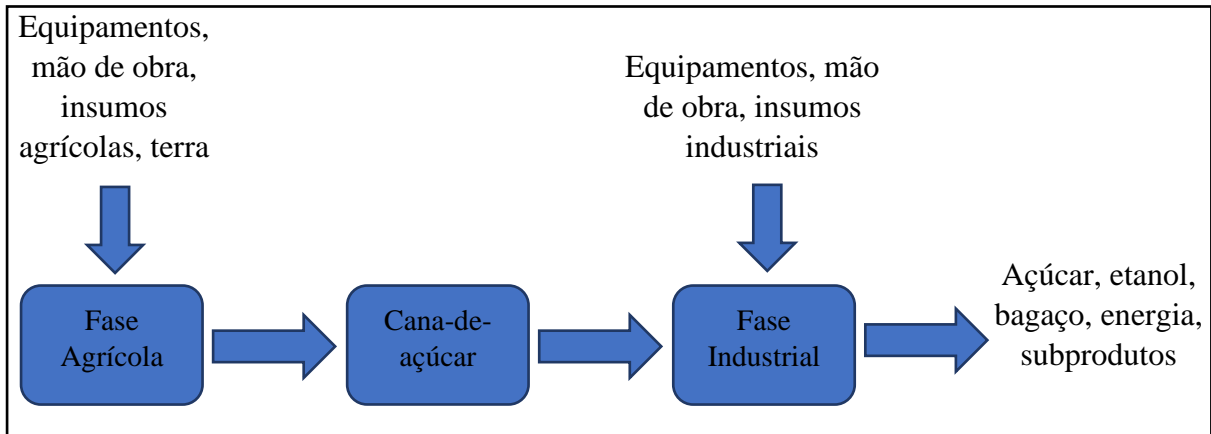 Equipamentos,
mão de obra,
insumos
agrícolas, terra
Equipamentos, mão
de obra, insumos
industriais
Fase
Agrícola
Cana-de-
açúcar
Fase
Industrial
Açúcar, etanol,
bagaço, energia,
subprodutos